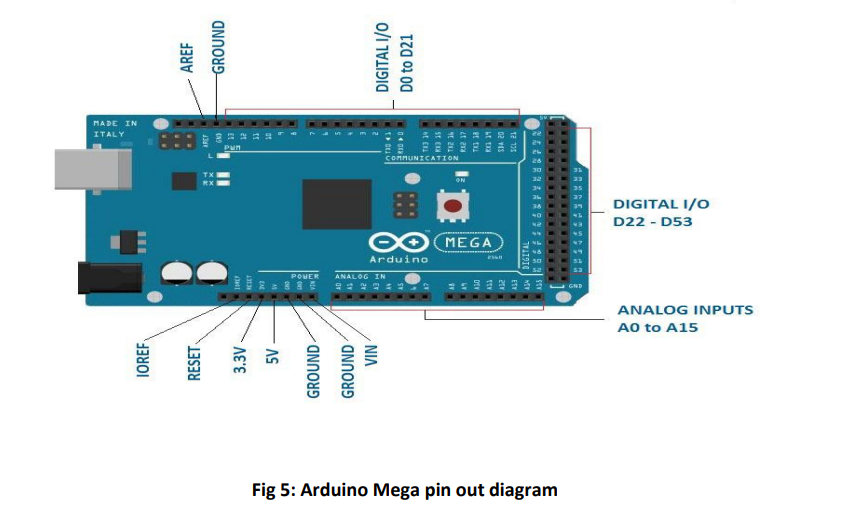 AREF
GROUND
DIGITAL I/O
D0 to D21
MADE IN
ITALY
AREF
GND
13
12
11
10
9
8
7
6
5
4
3
2
TX0 1
RX0 0
TX3 14
RX3 15
TX2 16
RX2 17
TX1 18
RX1 19
SDA 20
SCL 21
5V
PWM
COMMUNICATION
L
TX
RX
ON
22
24
26
28
30
32
34
36
38
40
42
44
46
48
50
52
31
33
35
37
39
41
43
45
47
49
51
53
GND
DIGITAL
DIGITAL I/O
D22 - D53
MEGA
2560
Arduino
POWER
ANALOG IN
IOREF
RESET
3V3
5V
GND
GND
VIN
A0
A1
A2
A3
A4
A5
A7
A8
A9
A10
A11
A12
A13
A14
A15
ANALOG INPUTS
A0 to A15
IOREF
RESET
3.3V
5V
GROUND
GROUND
VIN
Fig 5: Arduino Mega pin out diagram